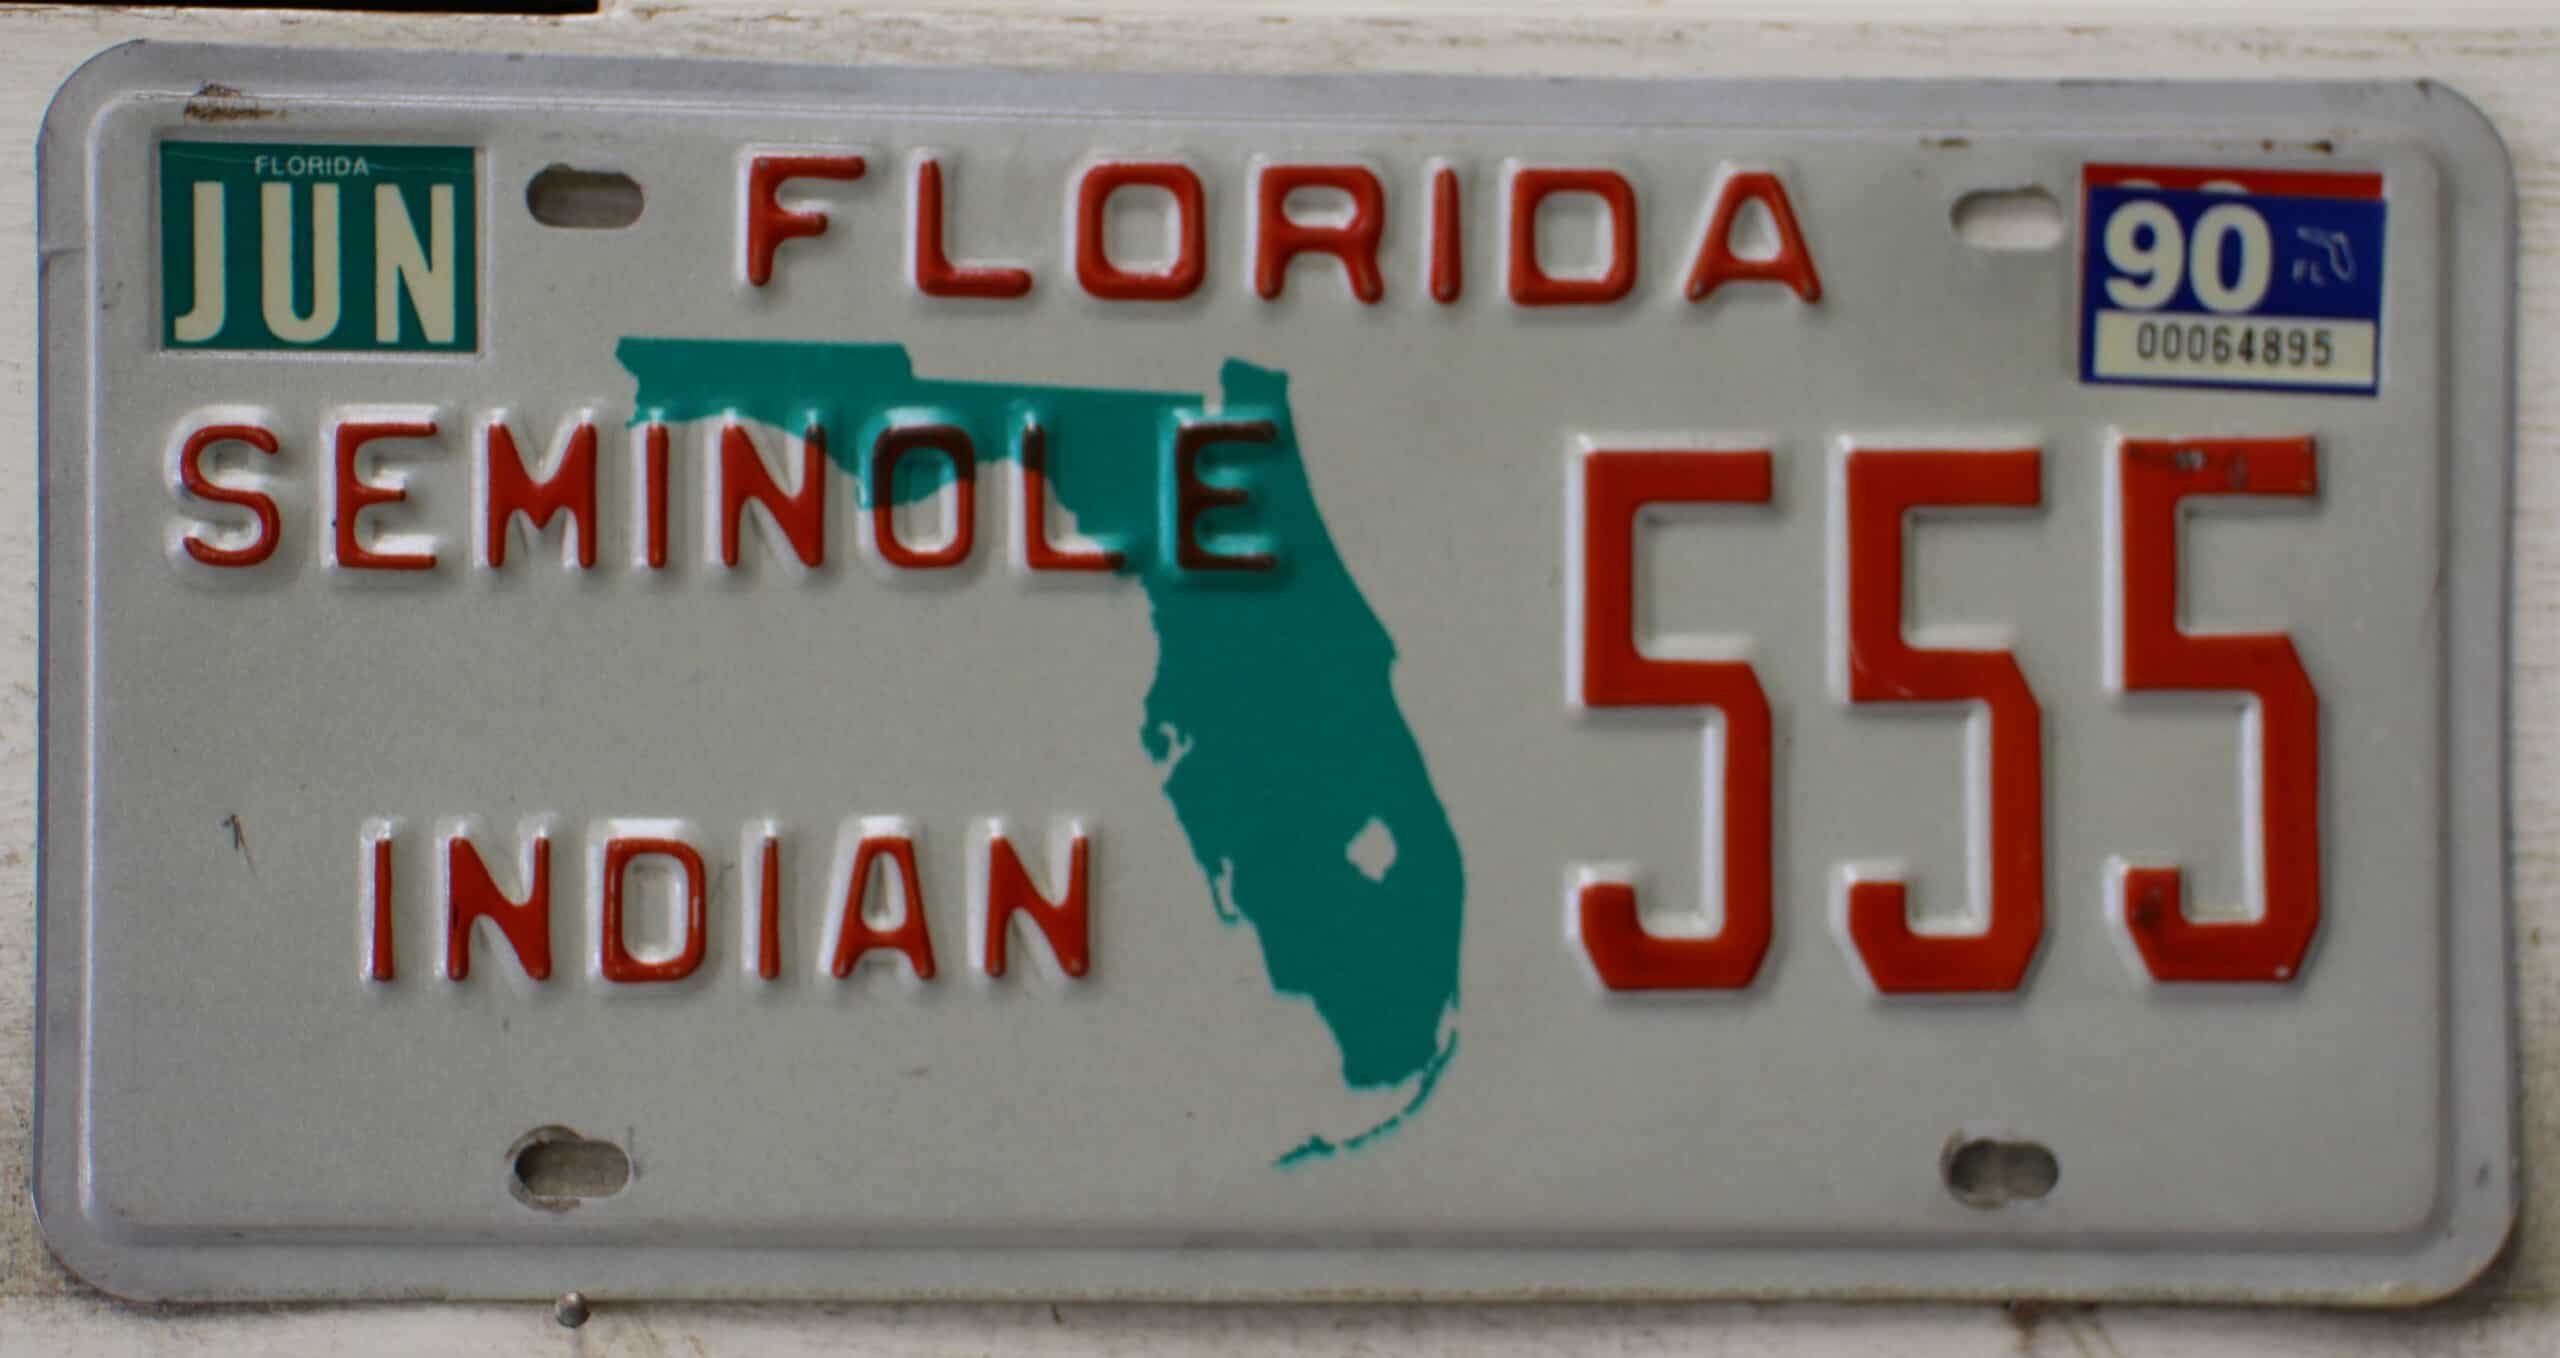 FLORIDA
JUN
FLORIDA
90
FL
00064895
SEMINOLE
INDIAN
555